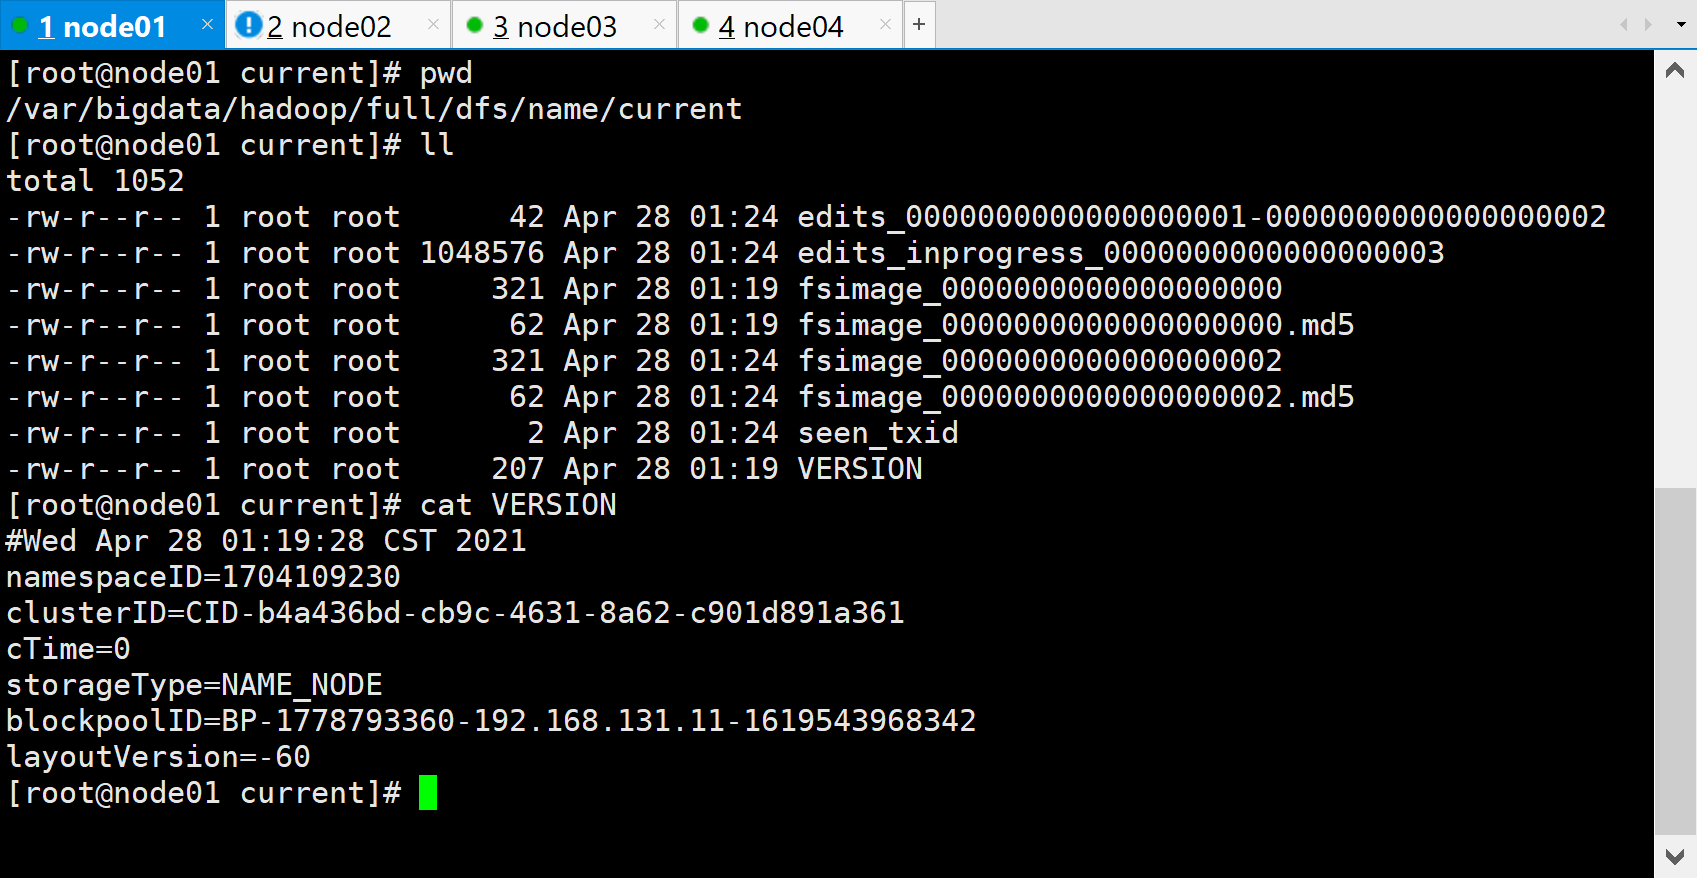 1 node01 × 2 node02 × 3 node03 × 4 node04 × +
[root@node01 current]# pwd
/var/bigdata/hadoop/full/dfs/name/current
[root@node01 current]# ll
total 1052
-rw-r--r-- 1 root root      42 Apr 28 01:24 edits_0000000000000000001-0000000000000000002
-rw-r--r-- 1 root root 1048576 Apr 28 01:24 edits_inprogress_0000000000000000003
-rw-r--r-- 1 root root     321 Apr 28 01:19 fsimage_0000000000000000000
-rw-r--r-- 1 root root      62 Apr 28 01:19 fsimage_0000000000000000000.md5
-rw-r--r-- 1 root root     321 Apr 28 01:24 fsimage_0000000000000000002
-rw-r--r-- 1 root root      62 Apr 28 01:24 fsimage_0000000000000000002.md5
-rw-r--r-- 1 root root       2 Apr 28 01:24 seen_txid
-rw-r--r-- 1 root root     207 Apr 28 01:19 VERSION
[root@node01 current]# cat VERSION
#Wed Apr 28 01:19:28 CST 2021
namespaceID=1704109230
clusterID=CID-b4a436bd-cb9c-4631-8a62-c901d891a361
cTime=0
storageType=NAME_NODE
blockpoolID=BP-1778793360-192.168.131.11-1619543968342
layoutVersion=-60
[root@node01 current]#